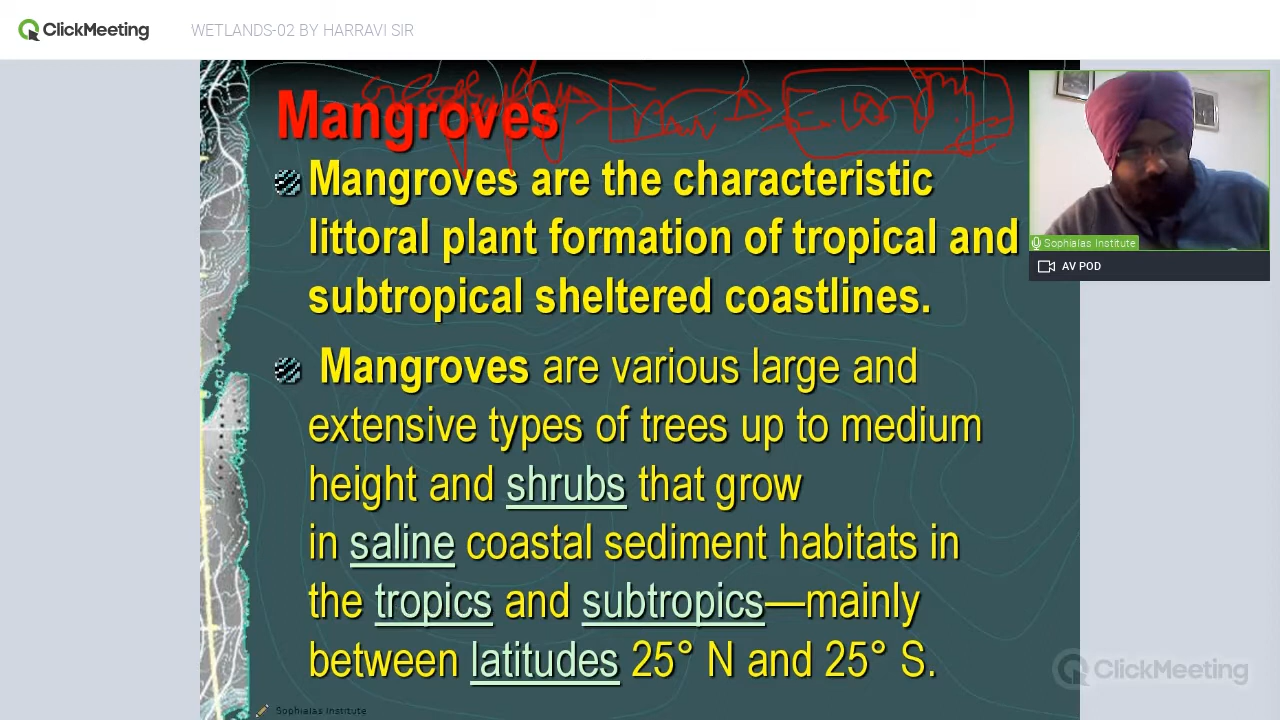 ClickMeeting
WETLANDS-02 BY HARRAVI SIR
Mangroves
Mangroves are the characteristic
littoral plant formation of tropical and
subtropical sheltered coastlines.
Mangroves are various large and
extensive types of trees up to medium
height and shrubs that grow
in saline coastal sediment habitats in
the tropics and subtropics—mainly
between latitudes 25° N and 25° S.
Sophialas Institute
AV POD
Sophialas Institute
ClickMeeting